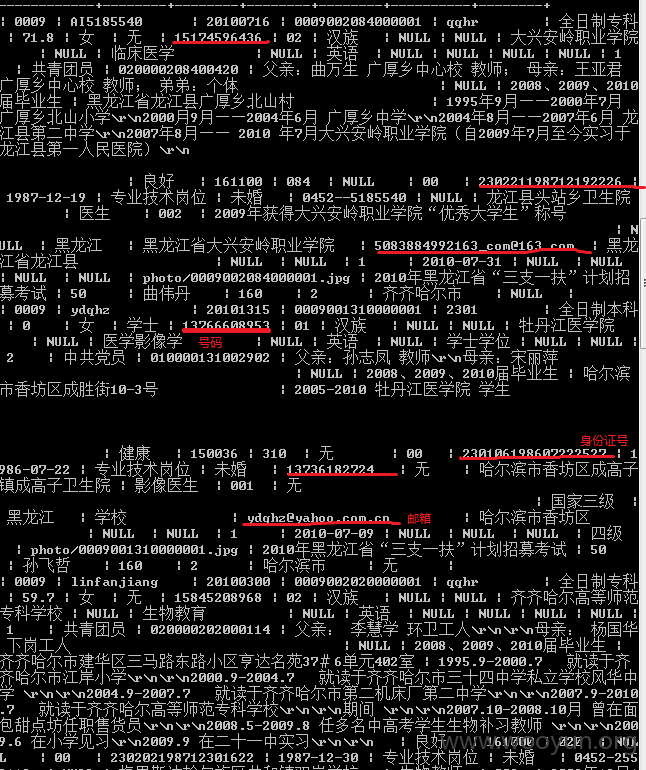 | 0009 | AI5185540 | 20100716 | 0009002084000001 | qqhr | 全日制专科
| 71.8 | 女 | 无 | 15174596436 | 02 | 汉族 | NULL | NULL | 大兴安岭职业学院
| NULL | 临床医学 | NULL | 英语 | NULL | NULL | NULL | 1
| 共青团员 | 020000208400420 | 父亲：曲万生 广厚乡中心校 教师； 母亲：王亚君
广厚乡中心校 教师； 弟弟：个体 | NULL | 2008、2009、2010
届毕业生 | 黑龙江省龙江县广厚乡北山村 | 1995年9月——2000年7月
广厚乡北山小学\r\n2000月9月——2004年6月 广厚乡中学\r\n2004年8月——2007年6月 龙
江县第二中学\r\n2007年8月—— 2010 年7月大兴安岭职业学院（自2009年7月至今实习于
龙江县第一人民医院）\r\n
| 良好 | 161100 | 084 | NULL | 00 | 230221198712192226 |
1987-12-19 | 专业技术岗位 | 未婚 | 0452--5185540 | NULL | 龙江县头站乡卫生院
| 医生 | 002 | 2009年获得大兴安岭职业学院“优秀大学生”称号
| N
ULL | 黑龙江 | 黑龙江省大兴安岭职业学院 | 5083884992163_com@163.com | 黑龙
江省龙江县 | NULL | NULL | 1 | 2010-07-31 | NULL
| NULL | photo/0009002084000001.jpg | 2010年黑龙江省“三支一扶”计划招
募考试 | 50 | 曲伟丹 | 160 | 2 | 齐齐哈尔市 | NULL |
| 0009 | ydqhz | 20101315 | 0009001310000001 | 2301 | 全日制本科
| 0 | 女 | 学士 | 13766608953 | 01 | 汉族 | NULL | NULL | 牡丹江医学院
| NULL | 医学影像学 号码 | NULL | 英语 | 学士学位 | NULL | NULL |
2 | 中共党员 | 010000131002902 | 父亲：孙志凤 教师\r\n母亲：宋丽萍
| NULL | 2008、2009、2010届毕业生 | 哈尔滨
市香坊区成胜街10-3号 | 2005-2010 牡丹江医学院 学生
身份证号
| 健康 | 150036 | 310 | 无 | 00 | 230106198607222527 | 1
986-07-22 | 专业技术岗位 | 未婚 | 13736182724 | 无 | 哈尔滨市香坊区成高子
镇成高子卫生院 | 影像医生 | 001 | 无
| 国家三级 |
黑龙江 | 学校 | ydqhz@yahoo.com.cn 邮箱 | 哈尔滨市香坊区
| NULL | NULL | 1 | 2010-07-09 | NULL | NULL | 四级
| photo/0009001310000001.jpg | 2010年黑龙江省“三支一扶”计划招募考试 | 50
| 孙飞哲 | 160 | 2 | 哈尔滨市 | 无 |
| 0009 | linfanjiang | 20100300 | 0009002020000001 | qqhr | 全日制专科
| 59.7 | 女 | 无 | 15845208968 | 02 | 汉族 | NULL | NULL | 齐齐哈尔高等师范
专科学校 | NULL | 生物教育 | NULL | 英语 | NULL | NULL | NULL |
1 | 共青团员 | 020000202000114 | 父亲： 李慧学 环卫工人\r\n\r\n母亲： 杨国华
下岗工人 | NULL | 2008、2009、2010届毕业生 |
齐齐哈尔市建华区三马路东路小区亨达名苑37#6单元402室 | 1995.9-2000.7 就读于齐
齐哈尔市江岸小学\r\n\r\n2000.9-2004.7 就读于齐齐哈尔市三十四中学私立学校风华中
学 \r\n\r\n2004.9-2007.7 就读于齐齐哈尔市第二机床厂第二中学\r\n\r\n2007.9-2010
.7 就读于齐齐哈尔高等师范专科学校\r\n\r\n期间 \r\n\r\n2007.10-2008.10月 曾在面
包甜点坊任职售货员\r\n\r\n2008.5-2009.8 任多名中高考学生生物补习教师 \r\n\r\n200
9.6 在小学见习\r\n\r\n2009.9 在二十一中实习\r\n\r\n | 良好 | 161000 | 02 | NUL
L | 00 | 230202198712301622 | 1987-12-30 | 专业技术岗位 | 未婚 | 0452-255